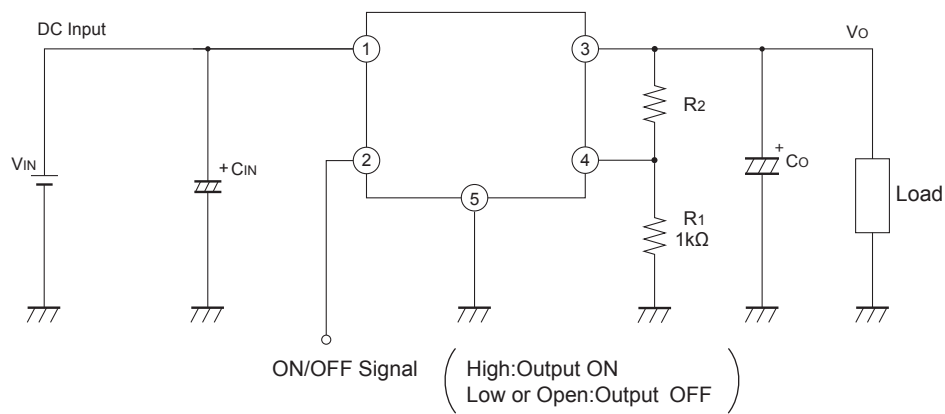 DC Input
1
3
VO
R2
VIN
+ CIN
2
4
+
CO
5
Load
R1
1kΩ
ON/OFF Signal
High:Output ON
Low or Open:Output OFF